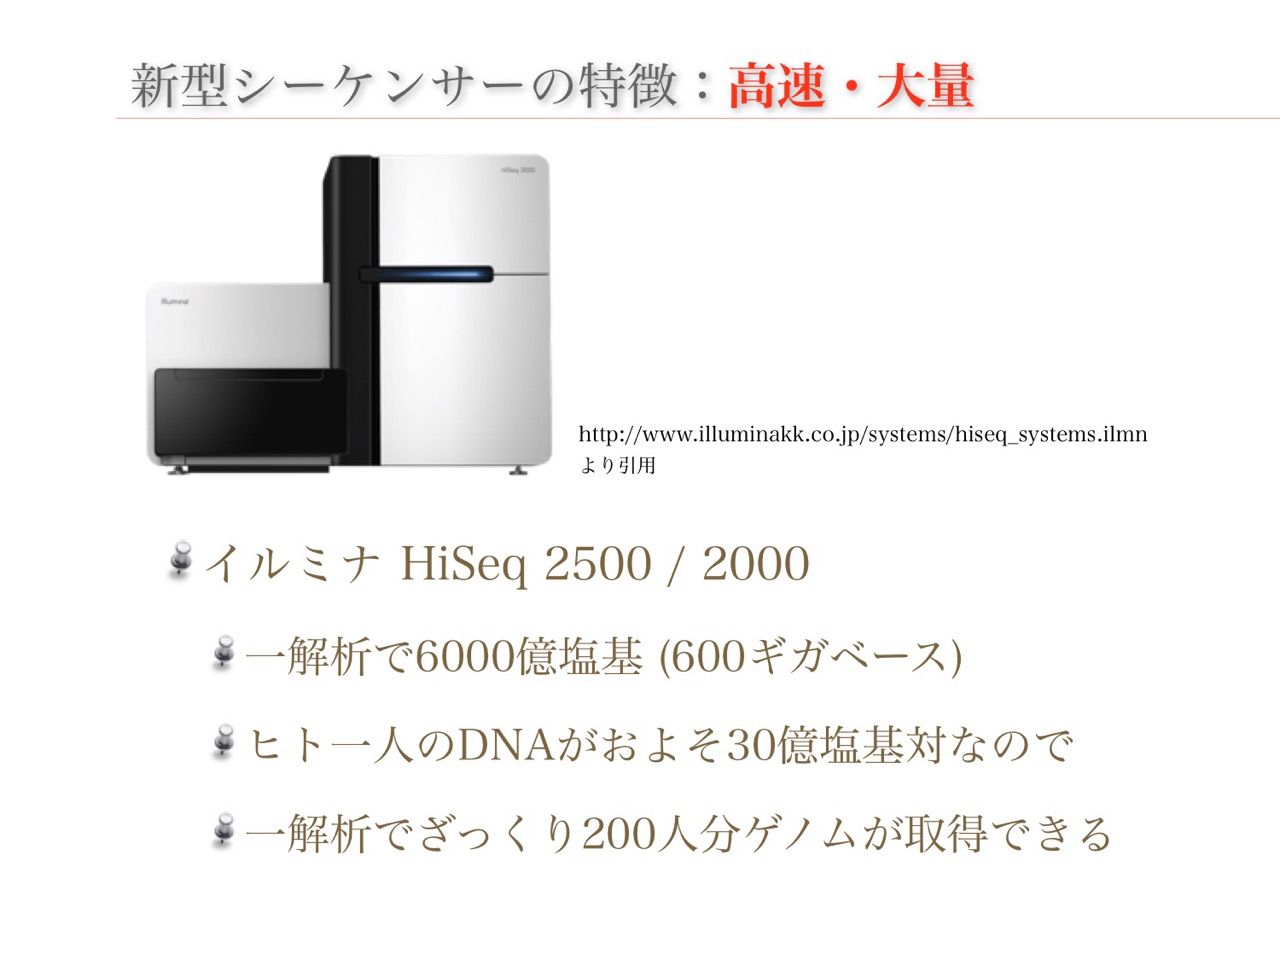 新型シーケンサーの特徴：高速・大量
HiSeq 2500
illumina
http://www.illuminakk.co.jp/systems/hiseq_systems.ilmn
より引用
イルミナ HiSeq 2500 / 2000
一解析で6000億塩基 (600ギガベース)
ヒト一人のDNAがおよそ30億塩基対なので
一解析でざっくり200人分ゲノムが取得できる